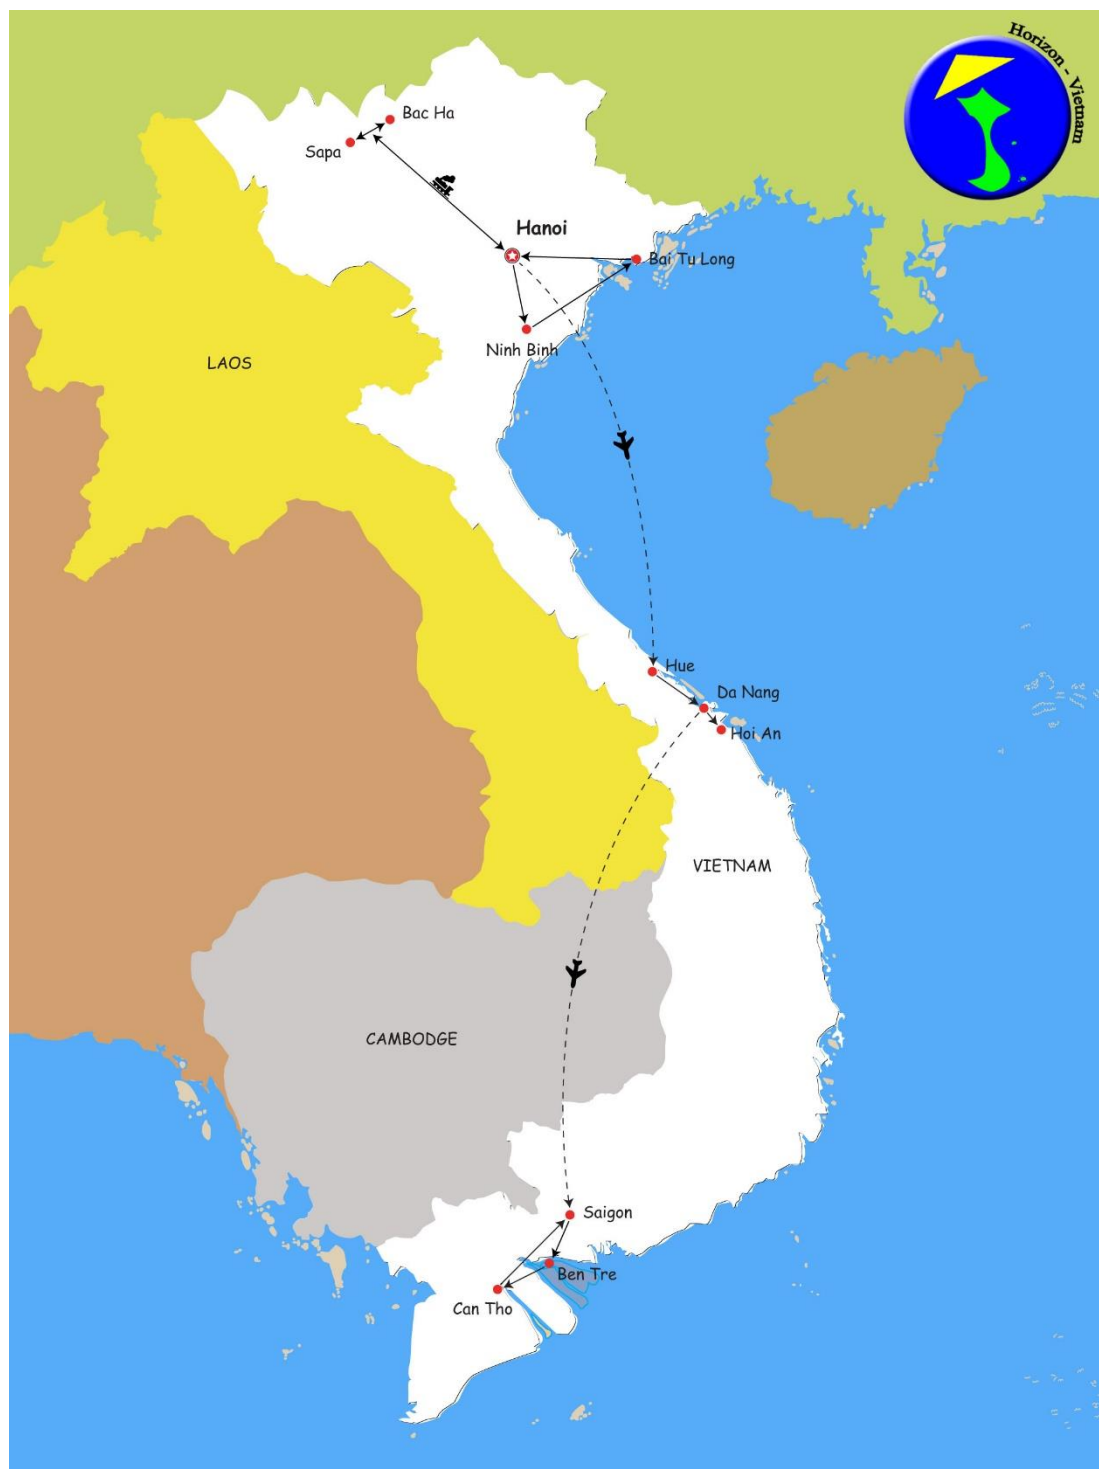 Horizon - Vietnam
Bac Ha
Sapa
Hanoi
Bai Tu Long
Ninh Binh
LAOS
Hue
Da Nang
Hoi An
VIETNAM
CAMBODGE
Saigon
Ben Tre
Can Tho